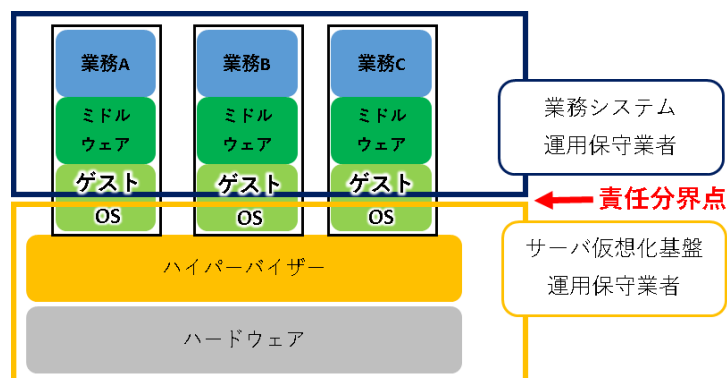 業務A
業務B
業務C
ミドル
ウェア
ミドル
ウェア
ミドル
ウェア
ゲスト
OS
ゲスト
OS
ゲスト
OS
ハイパーバイザー
ハードウェア
業務システム
運用保守業者
責任分界点
サーバ仮想化基盤
運用保守業者